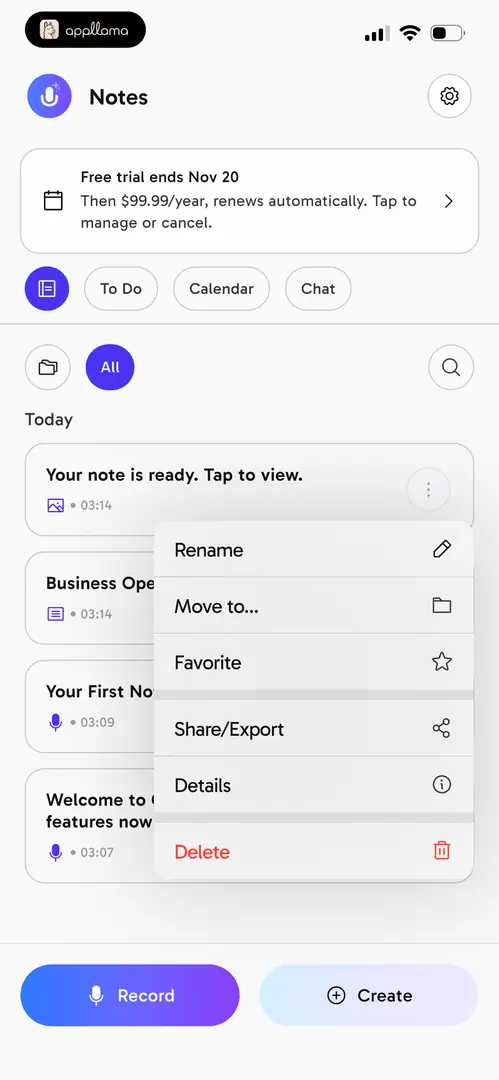 appllama
Notes
Free trial ends Nov 20
Then $99.99/year, renews automatically. Tap to
manage or cancel.
To Do
Calendar
Chat
All
Today
Your note is ready. Tap to view.
• 03:14
Rename
Business Ope
• 03:14
Move to...
Favorite
Your First No
• 03:09
Share/Export
Details
Welcome to
features now
• 03:07
Delete
Record
Create